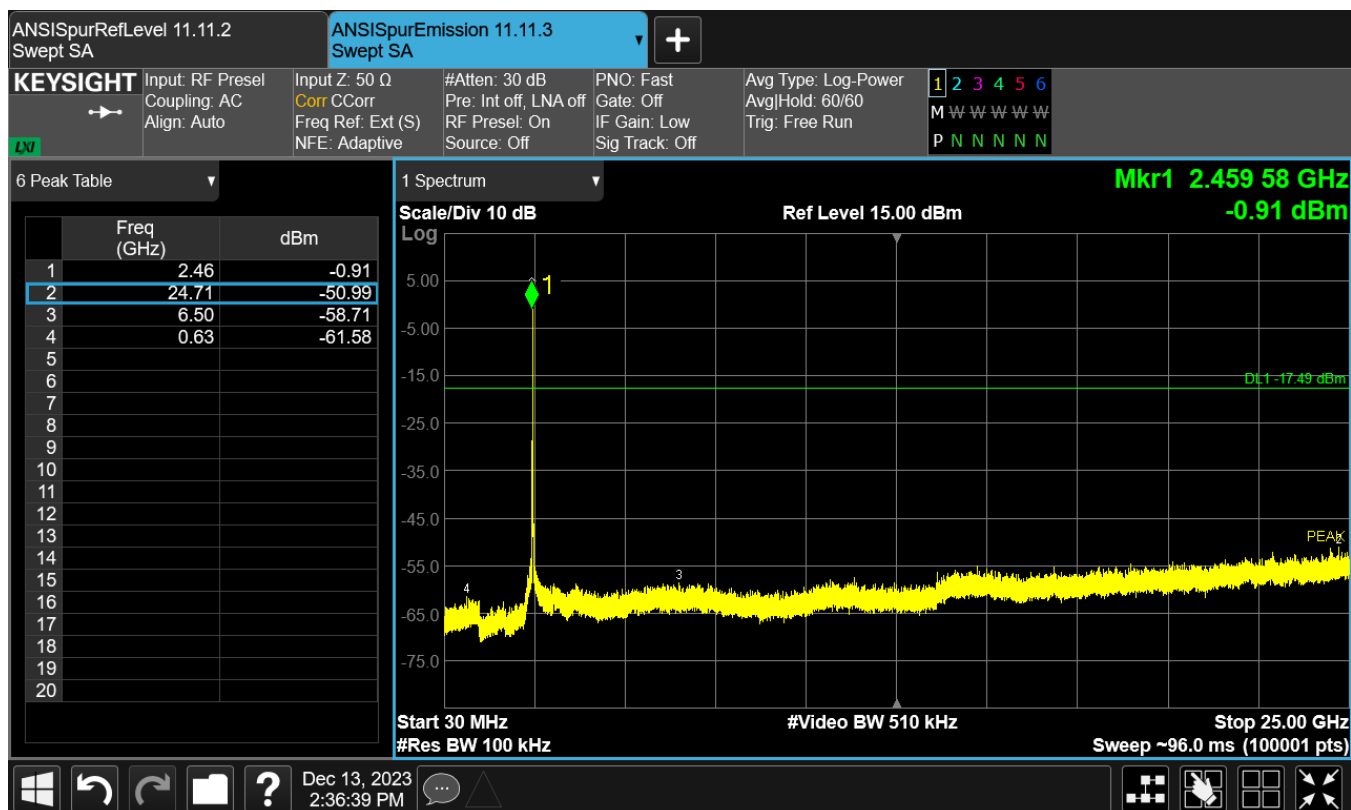 ANSISpurRefLevel 11.11.2
Swept SA
ANSISpurEmission 11.11.3
Swept SA
KEYSIGHT
LXI
Input: RF Presel
Coupling: AC
Align: Auto
Input Z: 50 Ω
Corr CCorr
Freq Ref: Ext (S)
NFE: Adaptive
#Atten: 30 dB
Pre: Int off, LNA off
RF Presel: On
Source: Off
PNO: Fast
Gate: Off
IF Gain: Low
Sig Track: Off
Avg Type: Log-Power
Avg|Hold: 60/60
Trig: Free Run
1 2 3 4 5 6
M W W W W W
P N N N N N
6 Peak Table
Freq
(GHz)
dBm
1 2.46 -0.91
2 24.71 -50.99
3 6.50 -58.71
4 0.63 -61.58
5
6
7
8
9
10
11
12
13
14
15
16
17
18
19
20
1 Spectrum
Mkr1 2.459 58 GHz
-0.91 dBm
Scale/Div 10 dB
Ref Level 15.00 dBm
Log
5.00
-5.00
-15.0
-25.0
-35.0
-45.0
-55.0
-65.0
-75.0
1
DL1 -17.49 dBm
PEAK
2
3
4
Start 30 MHz
#Video BW 510 kHz
Stop 25.00 GHz
#Res BW 100 kHz
Sweep ~96.0 ms (100001 pts)
Dec 13, 2023
2:36:39 PM